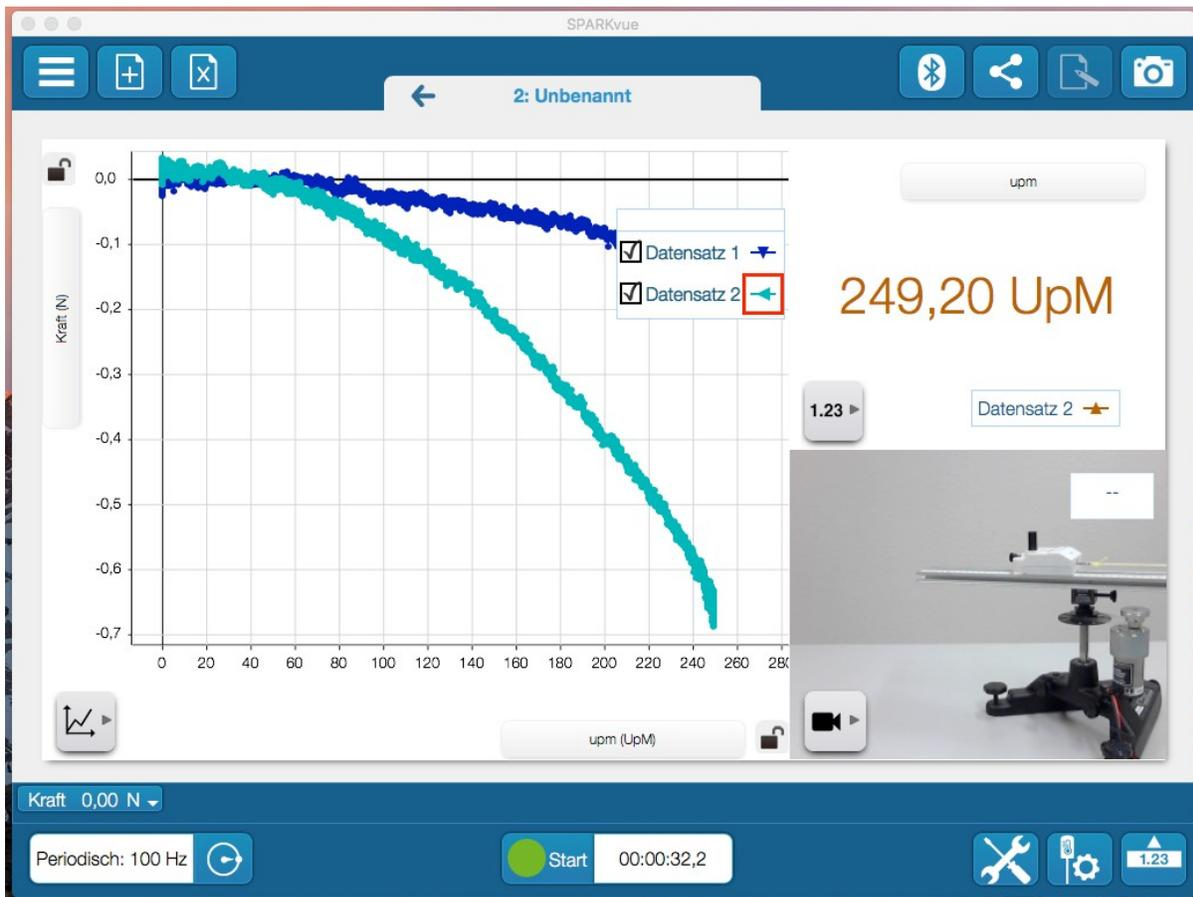 SPARKvue
2: Unbenannt
Kraft (N)
0,0
-0,1
-0,2
-0,3
-0,4
-0,5
-0,6
-0,7
0 20 40 60 80 100 120 140 160 180 200 220 240 260 280
upm (UpM)
Datensatz 1
Datensatz 2
upm
249,20 UpM
1.23
Datensatz 2
--
Kraft 0,00 N
Periodisch: 100 Hz
Start 00:00:32,2
1.23